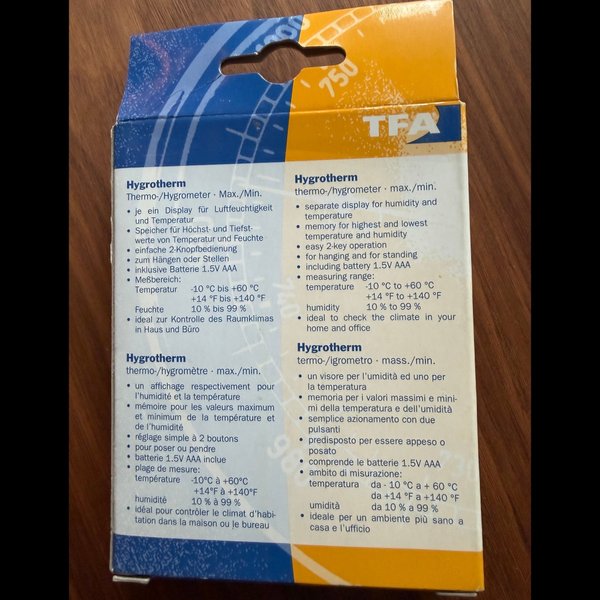 1000
750
TFA
Hygrotherm
Thermo-/Hygrometer · Max./Min.
• je ein Display für Luftfeuchtigkeit
und Temperatur
• Speicher für Höchst- und Tiefst-
werte von Temperatur und Feuchte
• einfache 2-Knopfbedienung
• zum Hängen oder Stellen
• inklusive Batterie 1.5V AAA
• Meßbereich:
Temperatur -10 °C bis +60 °C
+14 °F bis +140 °F
Feuchte 10 % bis 99 %
• ideal zur Kontrolle des Raumklimas
in Haus und Büro
Hygrotherm
thermo-/hygrometer · max./min.
• separate display for humidity and
temperature
• memory for highest and lowest
temperature and humidity
• easy 2-key operation
• for hanging and for standing
• including battery 1.5V AAA
• measuring range:
temperature -10 °C to +60 °C
+14 °F to +140 °F
humidity 10 % to 99 %
• ideal to check the climate in your
home and office
Hygrotherm
thermo-/hygromètre · max./min.
• un affichage respectivement pour
l'humidité et la température
• mémoire pour les valeurs maximum
et minimum de la température et
de l'humidité
• réglage simple à 2 boutons
• pour poser ou pendre
• batterie 1.5V AAA inclue
• plage de mesure:
température -10°C à +60°C
+14°F à +140°F
humidité 10 % à 99 %
• idéal pour contrôler le climat d'habi-
tation dans la maison ou le bureau
Hygrotherm
termo-/igrometro · mass./min.
• un visore per l'umidità ed uno per
la temperatura
• memoria per i valori massimi e mini-
mi della temperatura e dell'umidità
• semplice azionamento con due
pulsanti
• predisposto per essere appeso o
posato
• comprende le batterie 1.5V AAA
• ambito di misurazione:
temperatura da - 10 °C a + 60 °C
da +14 °F a +140 °F
umidità da 10 % a 99 %
• ideale per un ambiente più sano a
casa e l'ufficio